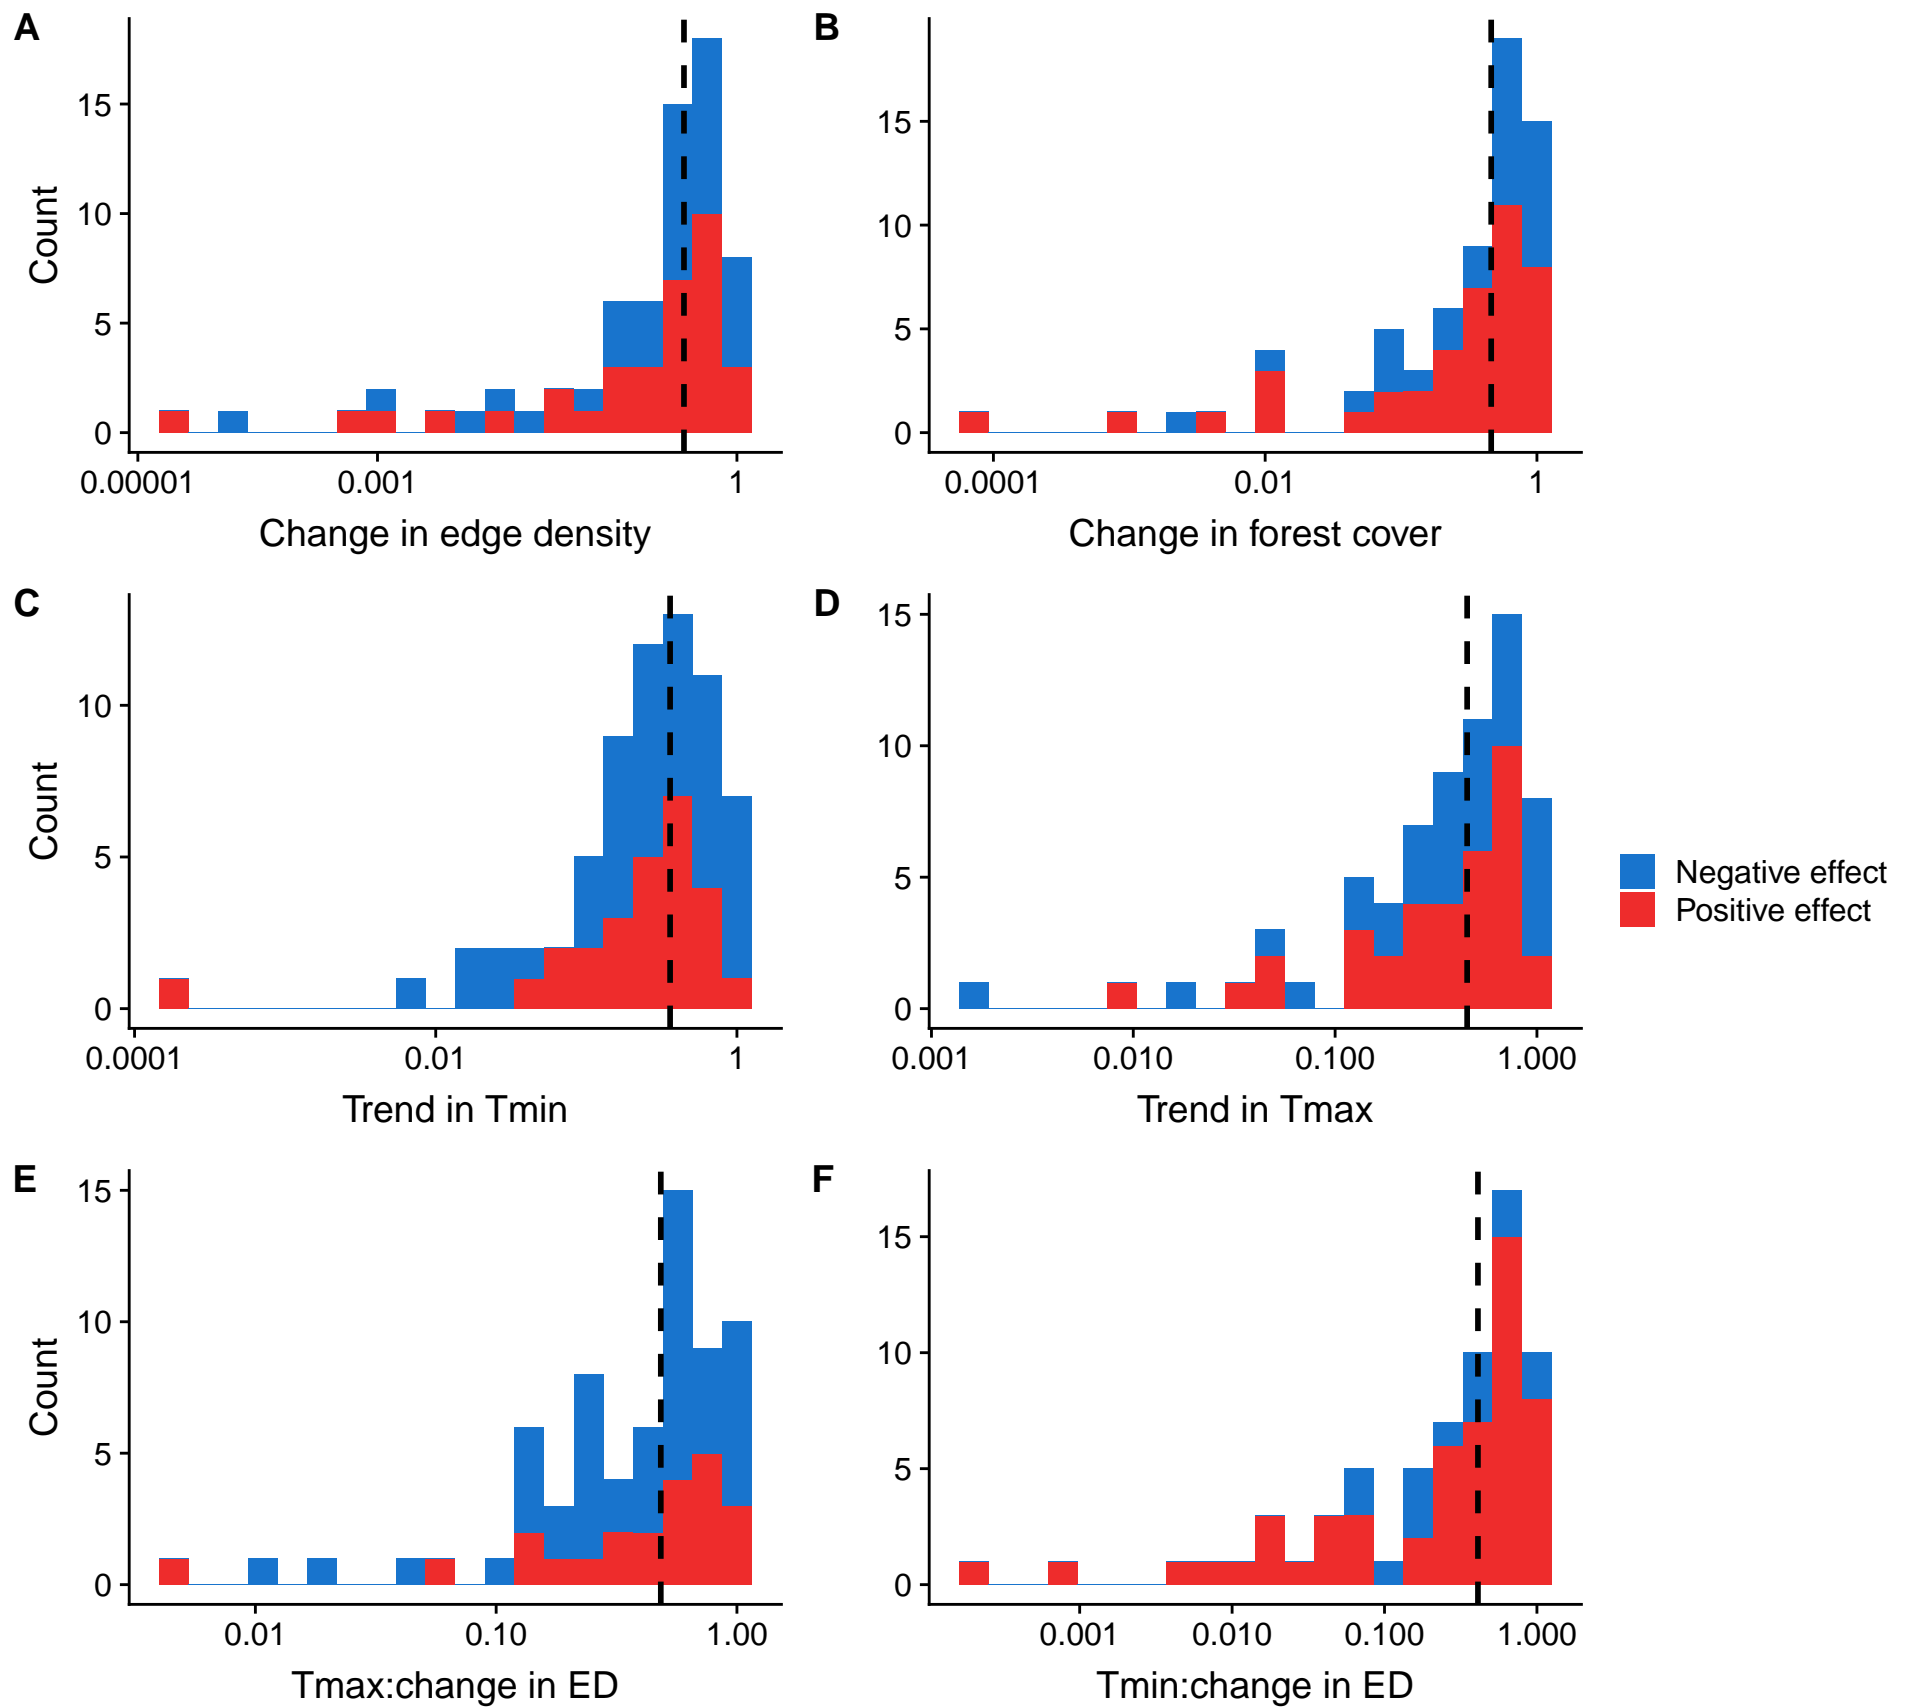 A
B
15
10
5
0
Count
0.00001
0.001
1
Change in edge density
15
10
5
0
0.0001
0.01
1
Change in forest cover
C
D
10
5
0
Count
0.0001
0.01
1
Trend in Tmin
15
10
5
0
0.001
0.010
0.100
1.000
Trend in Tmax
Negative effect
Positive effect
E
F
15
10
5
0
Count
0.01
0.10
1.00
Tmax:change in ED
15
10
5
0
0.001
0.010
0.100
1.000
Tmin:change in ED